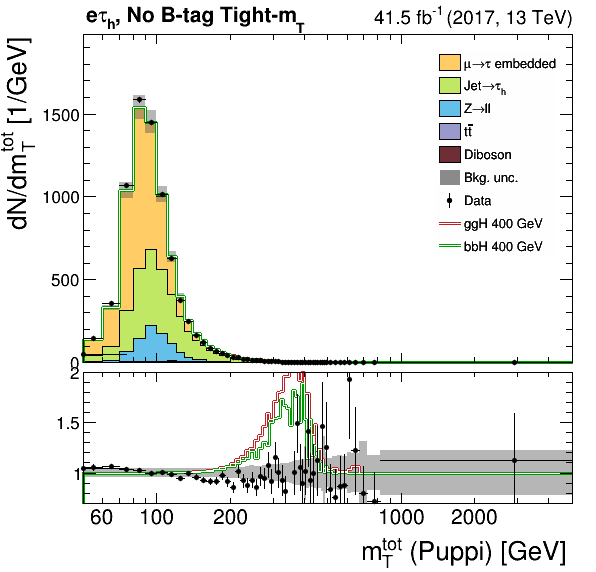 eτh, No B-tag Tight-mT
41.5 fb-1 (2017, 13 TeV)
dN/dmTtot [1/GeV]
1500
1000
500
0
μ→τ embedded
Jet→τh
Z→ll
tt̄
Diboson
Bkg. unc.
Data
ggH 400 GeV
bbH 400 GeV
2
1.5
1
60 100 200 1000 2000
mTtot (Puppi) [GeV]